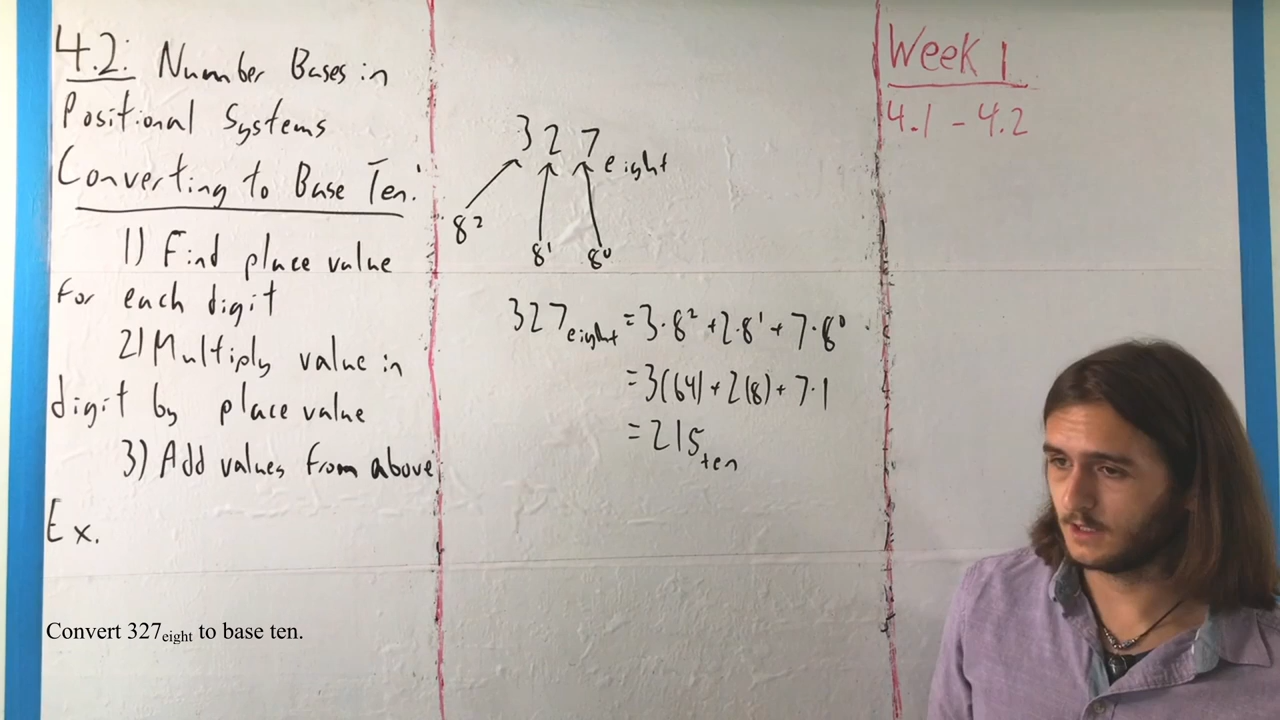 4.2: Number Bases in
Positional Systems
Converting to Base Ten:
1) Find place value
for each digit
2) Multiply value in
digit by place value
3) Add values from above
Ex.
Convert 327eight to base ten.
327eight
8² 8¹ 8⁰
327eight = 3·8² + 2·8¹ + 7·8⁰
= 3(64) + 2(8) + 7·1
= 215ten
Week 1
4.1 - 4.2